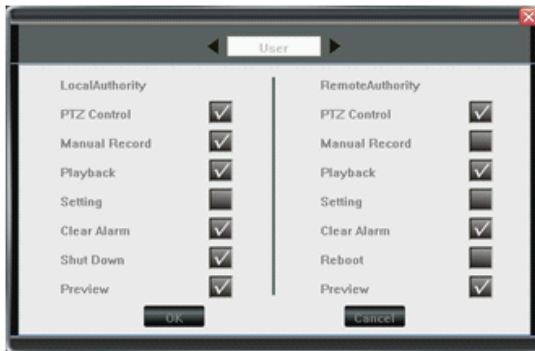 User
LocalAuthority
PTZ Control
Manual Record
Playback
Setting
Clear Alarm
Shut Down
Preview
RemoteAuthority
PTZ Control
Manual Record
Playback
Setting
Clear Alarm
Reboot
Preview
OK
Cancel